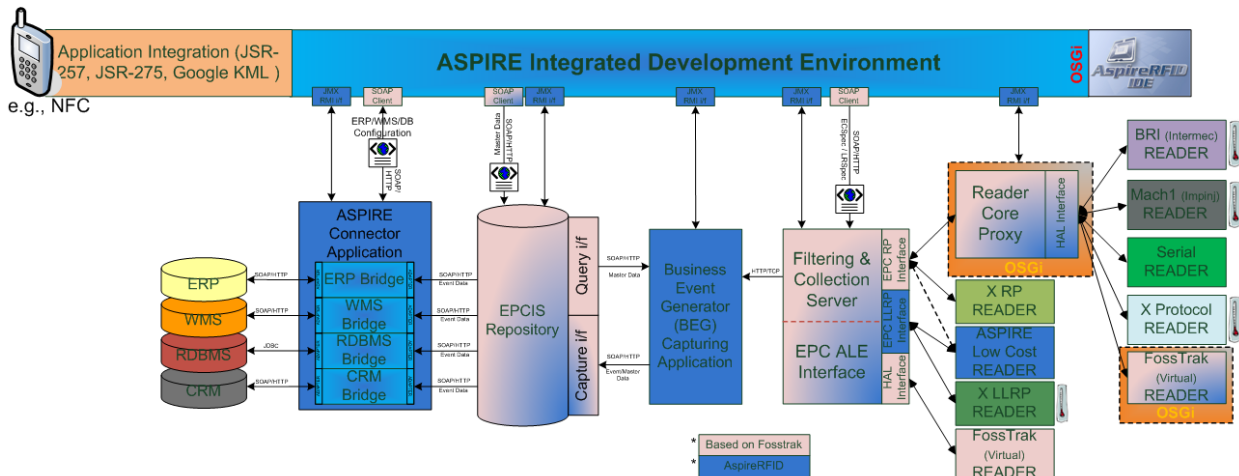 Application Integration (JSR-
257, JSR-275, Google KML )
e.g., NFC
ASPIRE Integrated Development Environment
OSGi
AspireRFID
IDE
JMX
RMI i/f
SOAP
Client
SOAP
Client
JMX
RMI i/f
JMX
RMI i/f
JMX
RMI i/f
SOAP
Client
JMX
RMI i/f
ERP/WMS/DB
Configuration
SOAP/
HTTP
Master Data
SOAP/HTTP
SOAP/HTTP
ECSpec / LRSpec
ASPIRE
Connector
Application
ERP Bridge
WMS
Bridge
RDBMS
Bridge
CRM
Bridge
ERP
WMS
RDBMS
CRM
SOAP/HTTP
SOAP/HTTP
JDBC
SOAP/HTTP
SOAP/HTTP
Event Data
SOAP/HTTP
Event Data
SOAP/HTTP
Event Data
SOAP/HTTP
Event Data
EPCIS
Repository
Query i/f
Capture i/f
SOAP/HTTP
Master Data
SOAP/HTTP
Event/Master
Data
Business
Event
Generator
(BEG)
Capturing
Application
HTTP/TCP
Filtering &
Collection
Server
EPC ALE
Interface
EPC RP
Interface
EPC LLRP
Interface
HAL
Interface
Reader
Core
Proxy
HAL Interface
OSGi
X RP
READER
ASPIRE
Low Cost
READER
X LLRP
READER
FossTrak
(Virtual)
READER
BRI (Intermec)
READER
Mach1 (Impinj)
READER
Serial
READER
X Protocol
READER
FossTrak
(Virtual)
READER
OSGi
* Based on Fosstrak
* AspireRFID